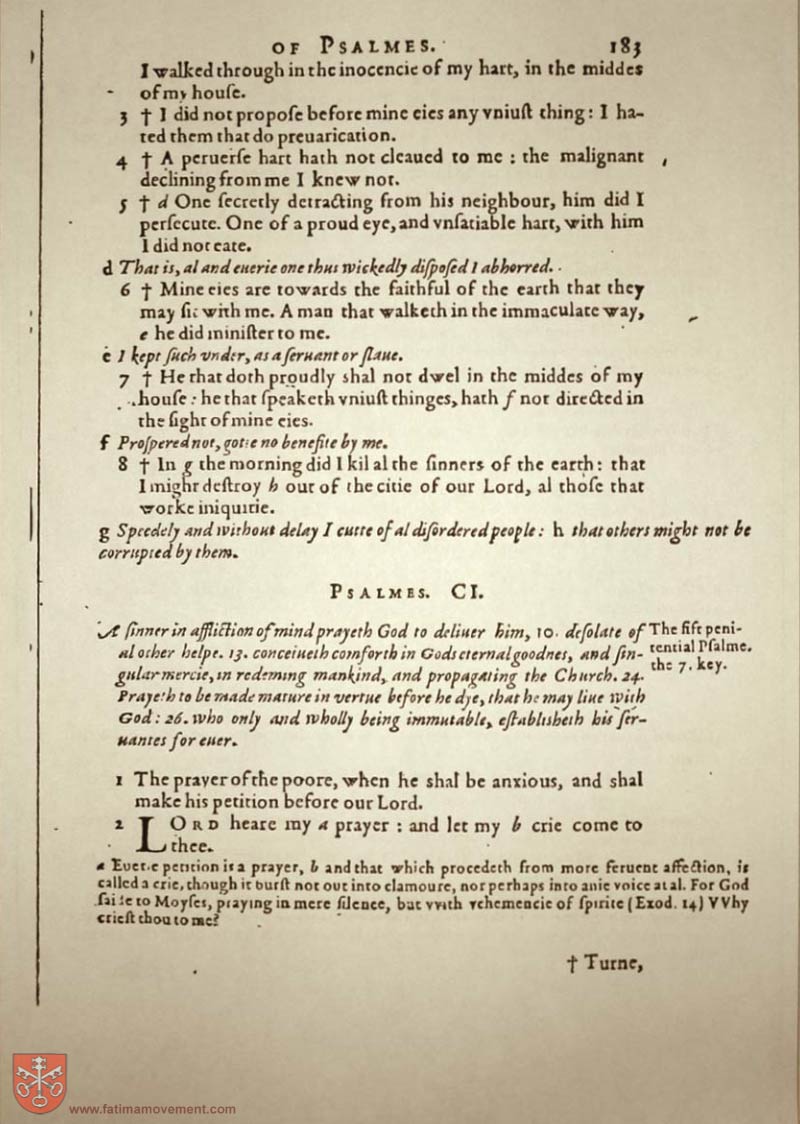 OF PSALMES. 183
I walked through in the inocencie of my hart, in the middes
of my houſe.
3 † I did not propoſe before mine eies any vniuſt thing: I ha-
ted them that do preuarication.
4 † A peruerſe hart hath not cleaued to me: the malignant
declining from me I knew not.
5 † d One ſecretly detracting from his neighbour, him did I
perſecute. One of a proud eye, and vnſatiable hart, with him
I did not eate.
d That is, al and euerie one thus wickedly diſpoſed I abhorred.
6 † Mine eies are towards the faithful of the earth that they
may ſit with me. A man that walketh in the immaculate way,
e he did miniſter to me.
e I kept ſuch vnder, as a ſeruant or ſlaue.
7 † He that doth proudly shal not dwel in the middes of my
houſe: he that ſpeaketh vniuſt thinges, hath f not directed in
the ſight of mine eies.
f Proſpered not, gotte no benefite by me.
8 † In g the morning did I kil al the ſinners of the earth: that
I might deſtroy h out of the citie of our Lord, al thoſe that
worke iniquitie.
g Speedely and without delay I cutte of al diſordered people: h that others might not be
corrupted by them.
PSALMES. CI.
A ſinner in affliction of mind prayeth God to deliuer him, 10. deſolate of
al other helpe. 13. conceiueth comforth in Gods eternal goodnes, and ſin-
gular mercie, in redeming mankind, and propagating the Church. 24.
Prayeth to be made mature in vertue before he dye, that he may liue with
God: 26. who only and wholly being immutable, eſtablisheth his ſer-
uantes for euer.
The fift peni-
tential Pſalme.
the 7. key.
1 The prayer of the poore, when he shal be anxious, and shal
make his petition before our Lord.
2 LORD heare my a prayer: and let my b crie come to
thee.
a Euerie petition is a prayer, b and that which procedeth from more feruent affection, is
called a crie, though it burſt not out into clamoure, nor perhaps into anie voice at al. For God
ſaide to Moyſes, praying in mere ſilence, but vvith vehemencie of ſpirite (Exod. 14) VVhy
crieſt thou to me?
† Turne,
www.fatimamovement.com